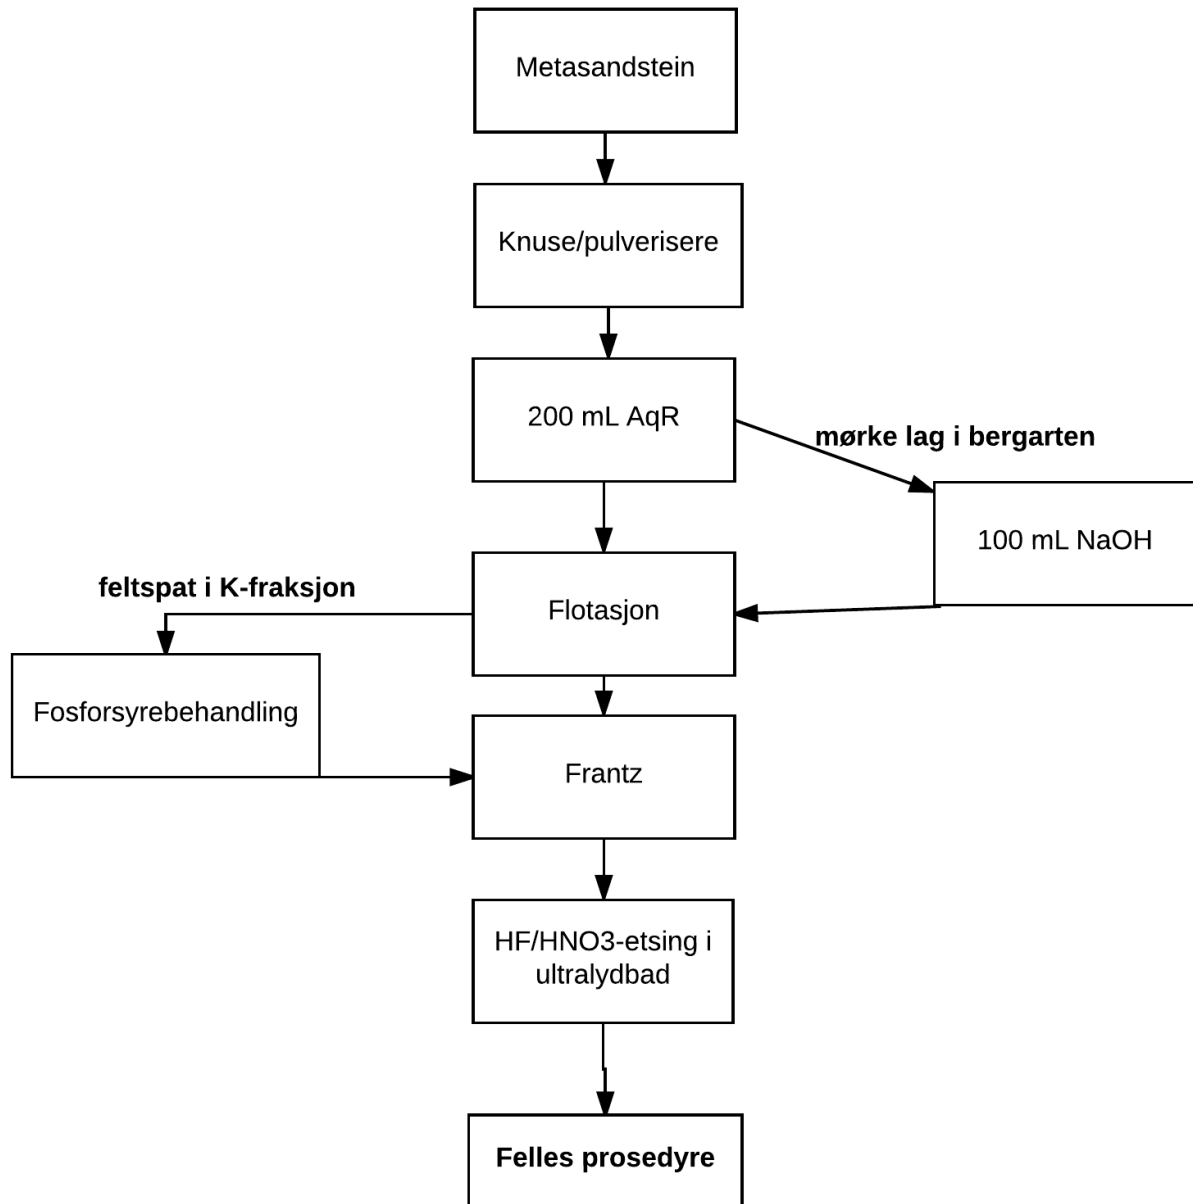 Metasandstein
Knuse/pulverisere
200 mL AqR
mørke lag i bergarten
100 mL NaOH
Flotasjon
feltspat i K-fraksjon
Fosforsyrebehandling
Frantz
HF/HNO3-etsing i
ultralydbad
Felles prosedyre